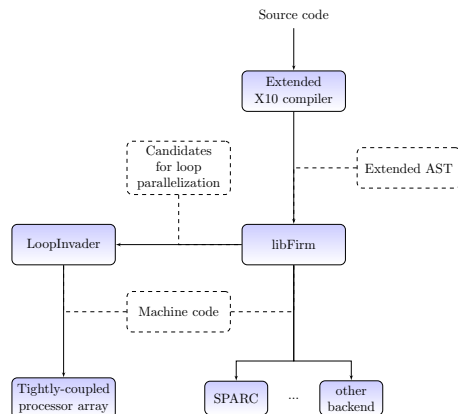 Source code
Extended
X10 compiler
Candidates
for loop
parallelization
Extended AST
LoopInvader
libFirm
Machine code
Tightly-coupled
processor array
SPARC
...
other
backend